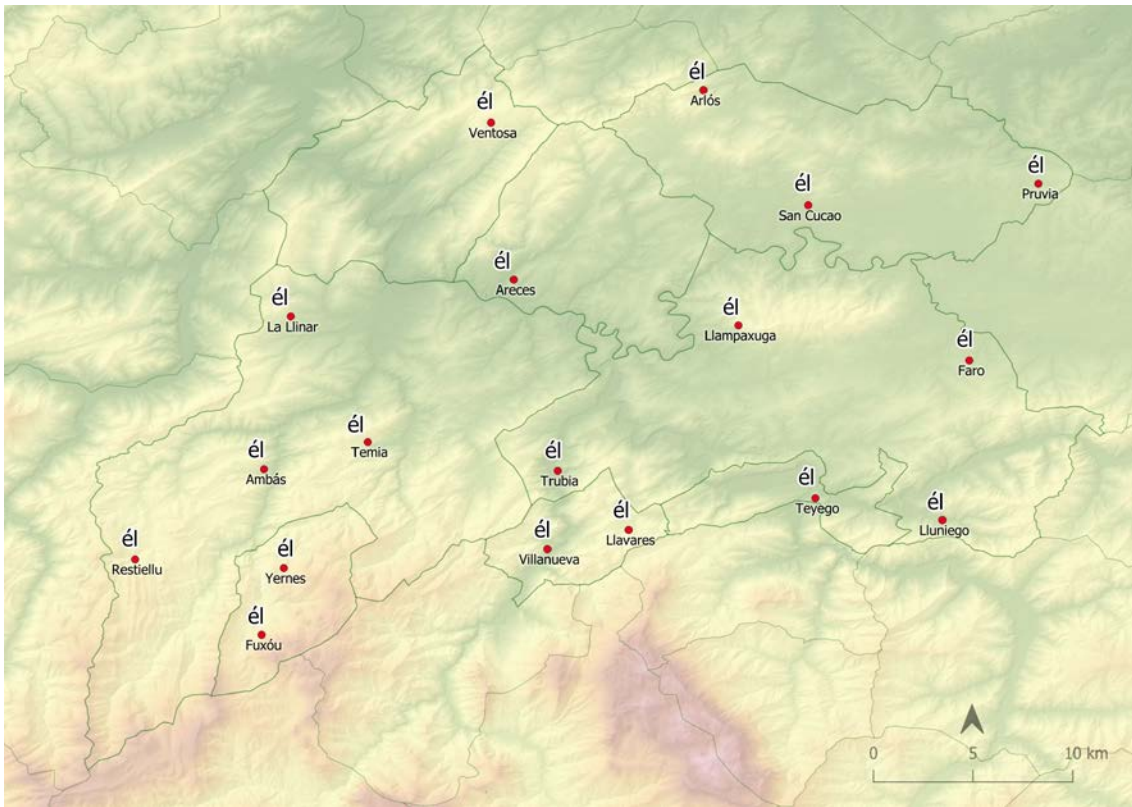 él
Arlós
él
Ventosa
él
Pruvia
él
San Cucao
él
Areces
él
La Llinar
él
Llampaxuga
él
Faro
él
Temia
él
Ambás
él
Trubia
él
Teyego
él
Lluniego
él
Llavares
él
Villanueva
él
Restiellu
él
Yernes
él
Fuxóu
0 5 10 km